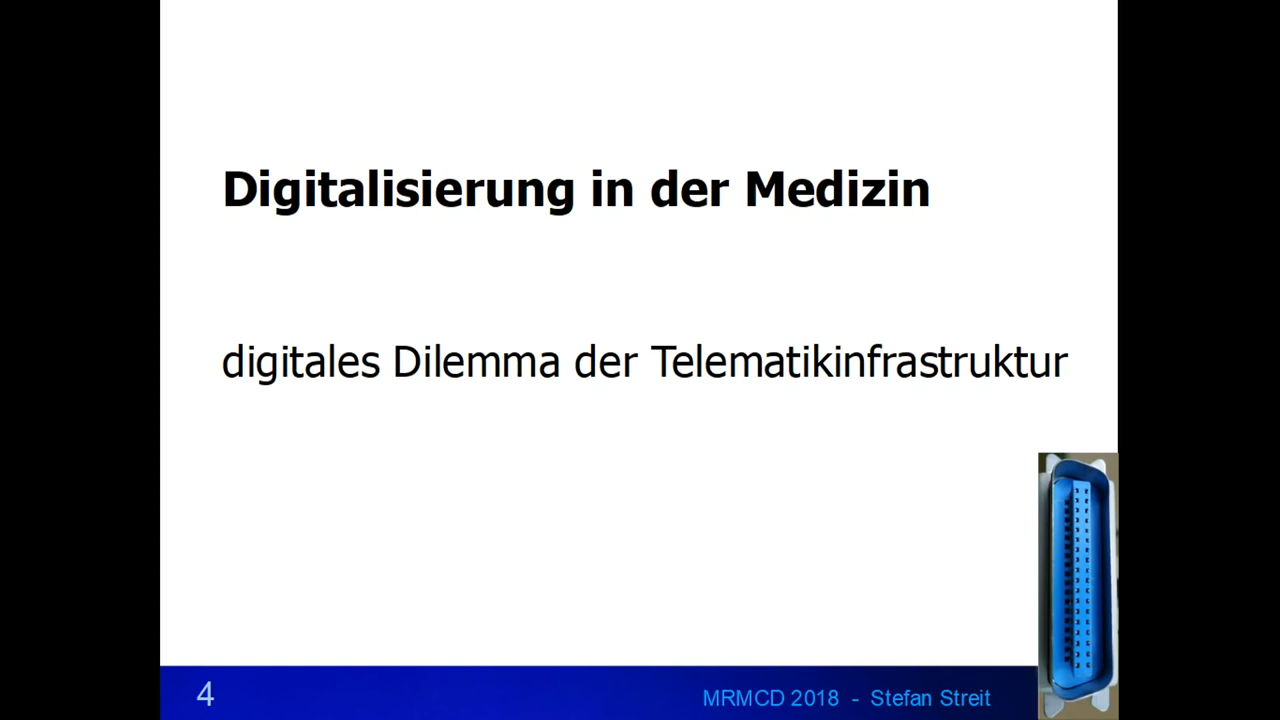 Digitalisierung in der Medizin
digitales Dilemma der Telematikinfrastruktur
4
MRMCD 2018 - Stefan Streit